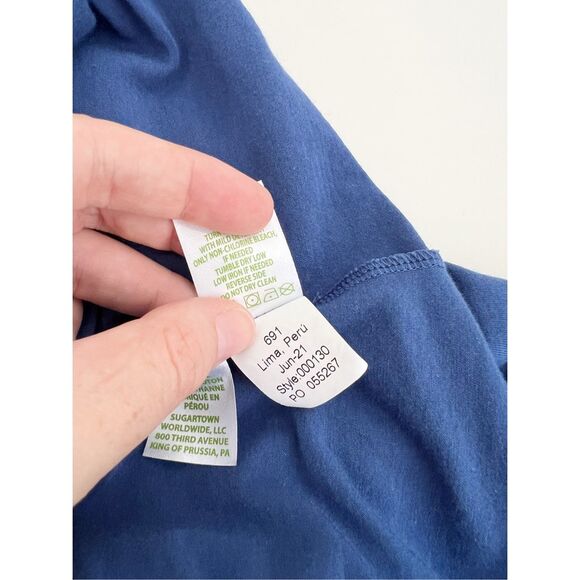 WITH MILD
ONLY NON-CHLORINE BLEACH,
IF NEEDED
TUMBLE DRY LOW
LOW IRON IF NEEDED
REVERSE SIDE
DO NOT DRY CLEAN
691
Lima, Perú
Jun-21
Style:000130
PO 055267
EN
PÉROU
SUGARTOWN
WORLDWIDE, LLC
800 THIRD AVENUE
KING OF PRUSSIA, PA